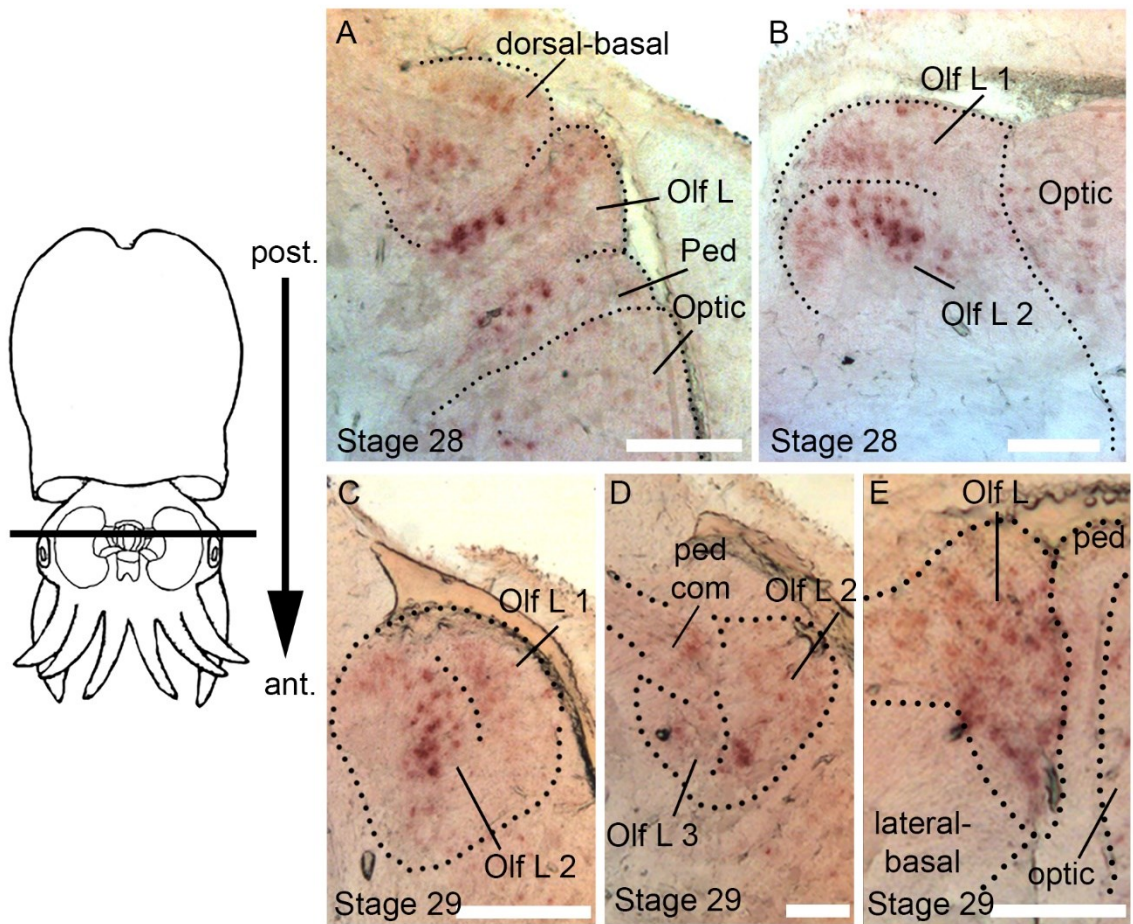 post.
ant.
A
dorsal-basal
Olf L
Ped
Optic
Stage 28
B
Olf L 1
Optic
Olf L 2
Stage 28
C
Olf L 1
Olf L 2
Stage 29
D
ped
com
Olf L 2
Olf L 3
Stage 29
E
Olf L
ped
lateral-
basal
optic
Stage 29